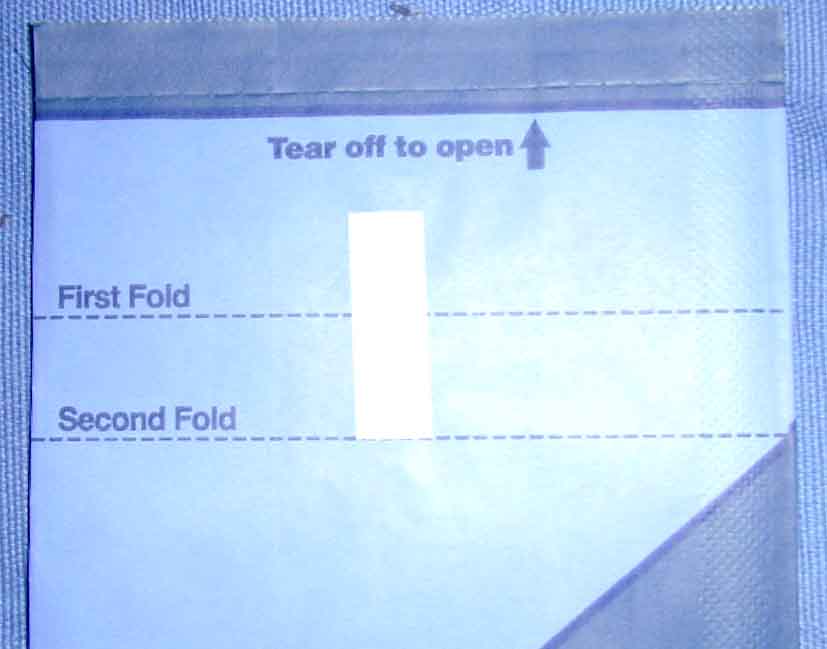 Tear off to open
First Fold
Second Fold